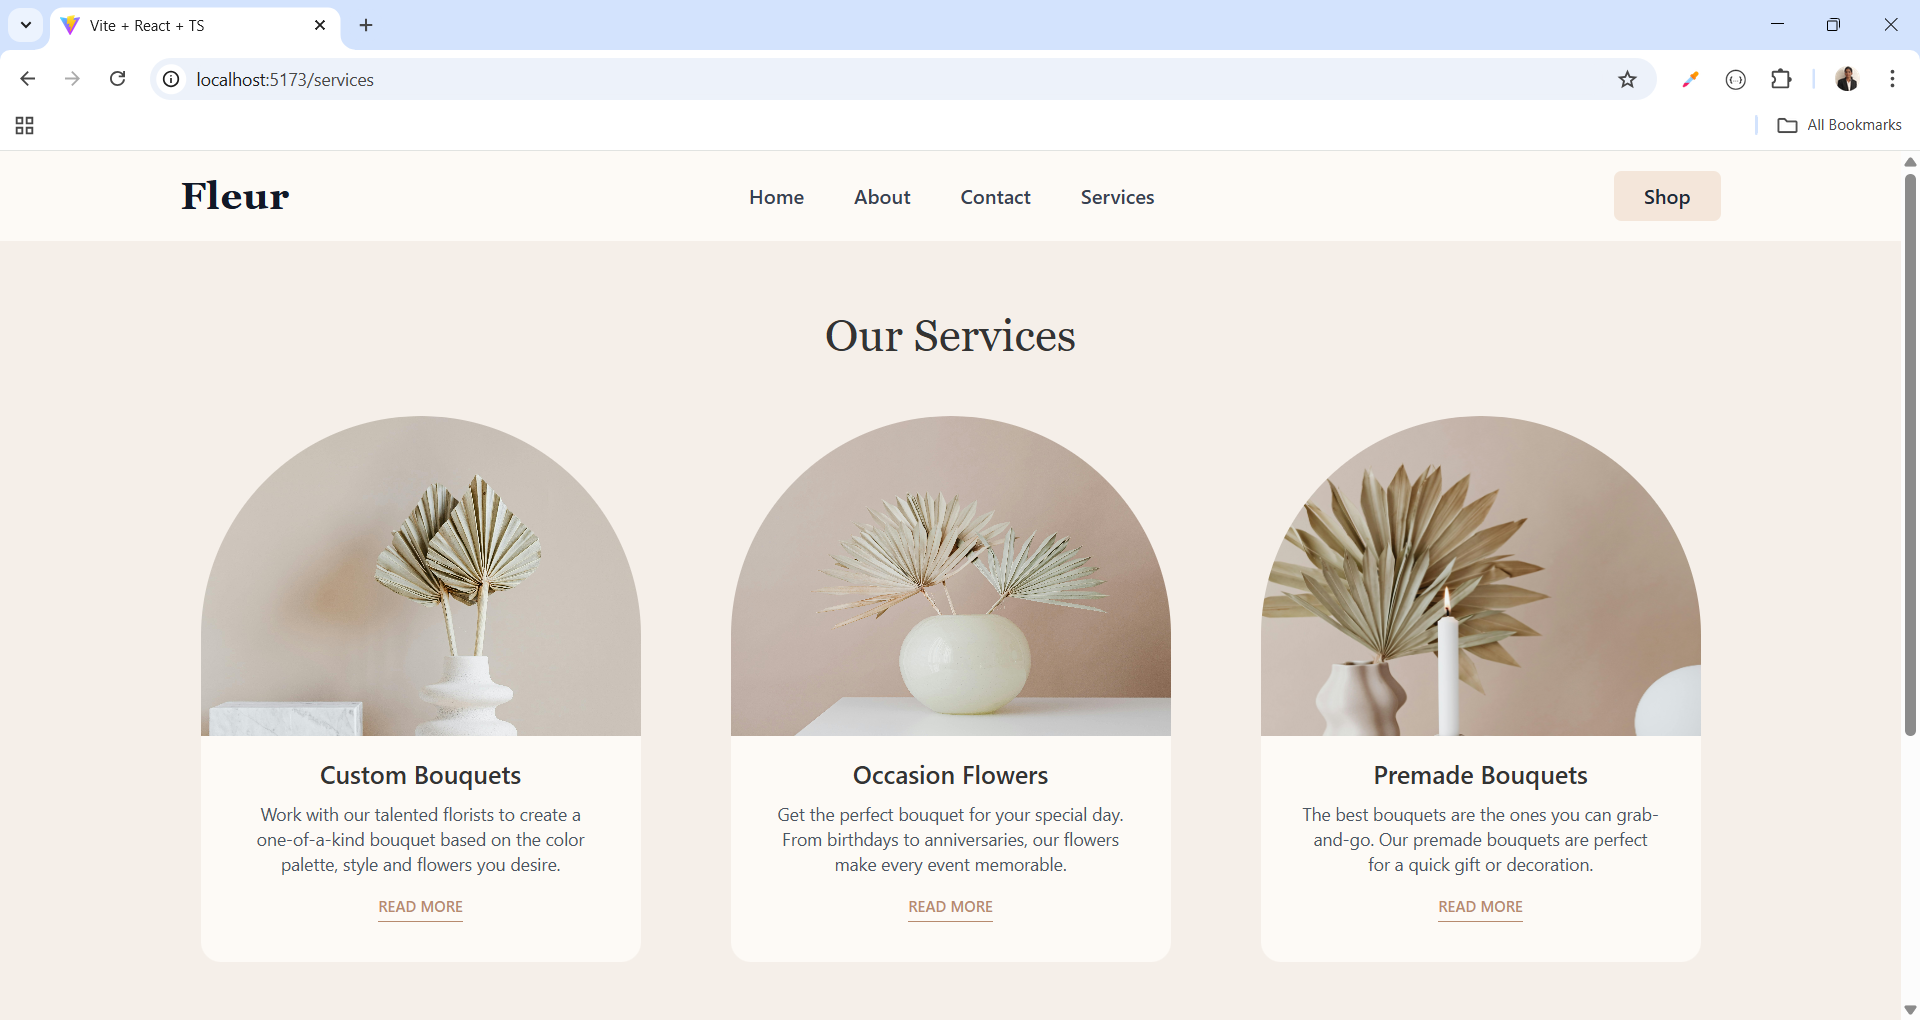 Vite + React + TS
localhost:5173/services
All Bookmarks
Fleur
Home
About
Contact
Services
Shop
Our Services
Custom Bouquets
Work with our talented florists to create a
one-of-a-kind bouquet based on the color
palette, style and flowers you desire.
READ MORE
Occasion Flowers
Get the perfect bouquet for your special day.
From birthdays to anniversaries, our flowers
make every event memorable.
READ MORE
Premade Bouquets
The best bouquets are the ones you can grab-
and-go. Our premade bouquets are perfect
for a quick gift or decoration.
READ MORE